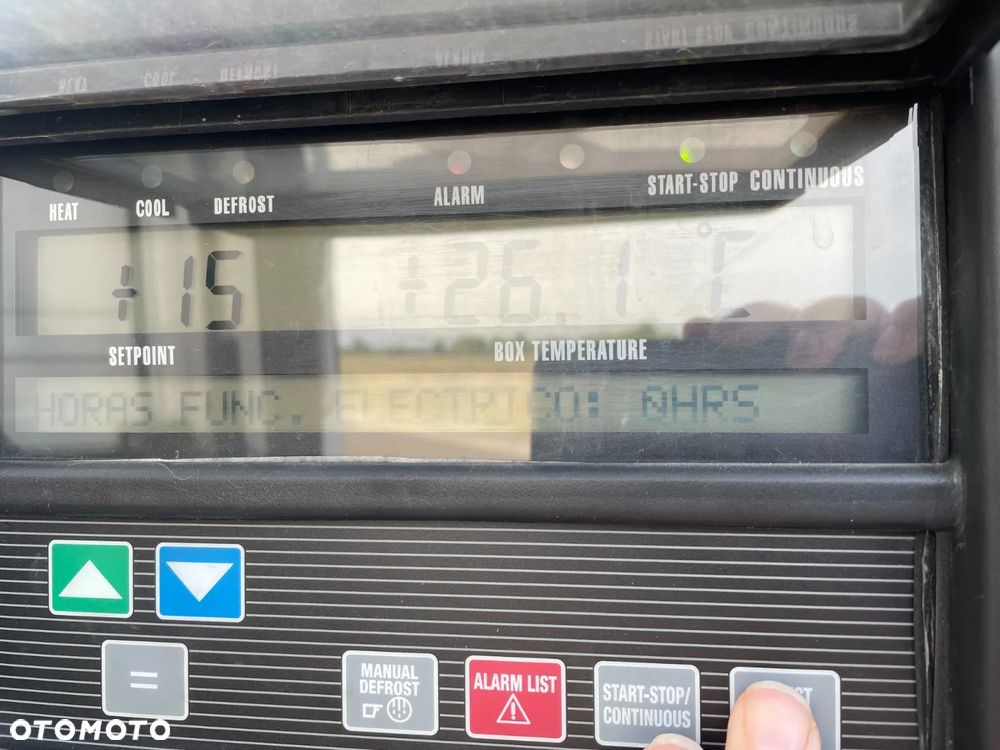 HEAT COOL DEFROST ALARM START-STOP CONTINUOUS
+15 +26.1°C
SETPOINT BOX TEMPERATURE
HORAS FUNC. ELECTRICO: 0HRS
=
MANUAL DEFROST
ALARM LIST
START-STOP/
CONTINUOUS
OTOMOTO